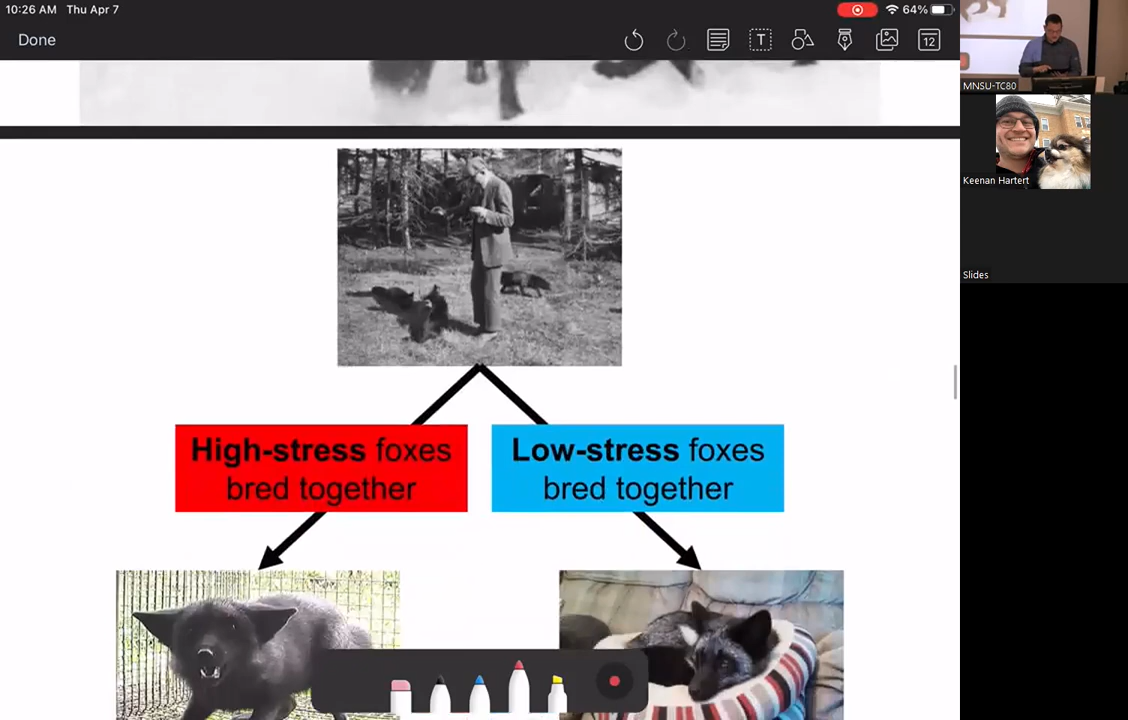 10:26 AM Thu Apr 7
64%
Done
T
12
MNSU-TC80
Keenan Hartert
Slides
High-stress foxes
bred together
Low-stress foxes
bred together